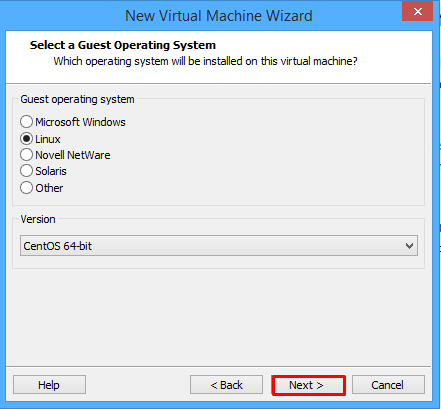 New Virtual Machine Wizard
Select a Guest Operating System
Which operating system will be installed on this virtual machine?
Guest operating system
Microsoft Windows
Linux
Novell NetWare
Solaris
Other
Version
CentOS 64-bit
Help
< Back
Next >
Cancel